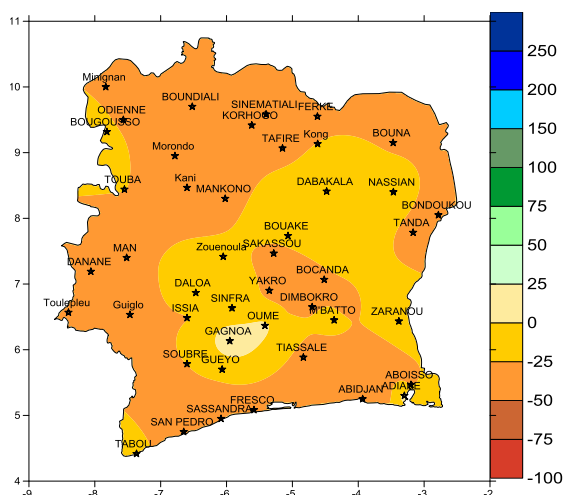 11
10
9
8
7
6
5
4
-9
-8
-7
-6
-5
-4
-3
-2
Minignan
ODIENNE
BOUGOUSSO
BOUNDIALI
SINEMATIALI
FERKE
KORHOGO
TAFIRE
Kong
BOUNA
Morondo
TOUBA
Kani
MANKONO
DABAKALA
NASSIAN
BONDOUKOU
TANDA
BOUAKE
Zouenoula
SAKASSOU
MAN
DANANE
BOCANDA
YAKRO
DALOA
DIMBOKRO
SINFRA
M'BATTO
Toulepleu
Guiglo
ISSIA
OUME
ZARANOU
GAGNOA
TIASSALE
SOUBRE
GUEYO
ABOISSO
ADIAKE
ABIDJAN
FRESCO
SASSANDRA
SAN PEDRO
TABOU
250
200
150
100
75
50
25
0
-25
-50
-75
-100